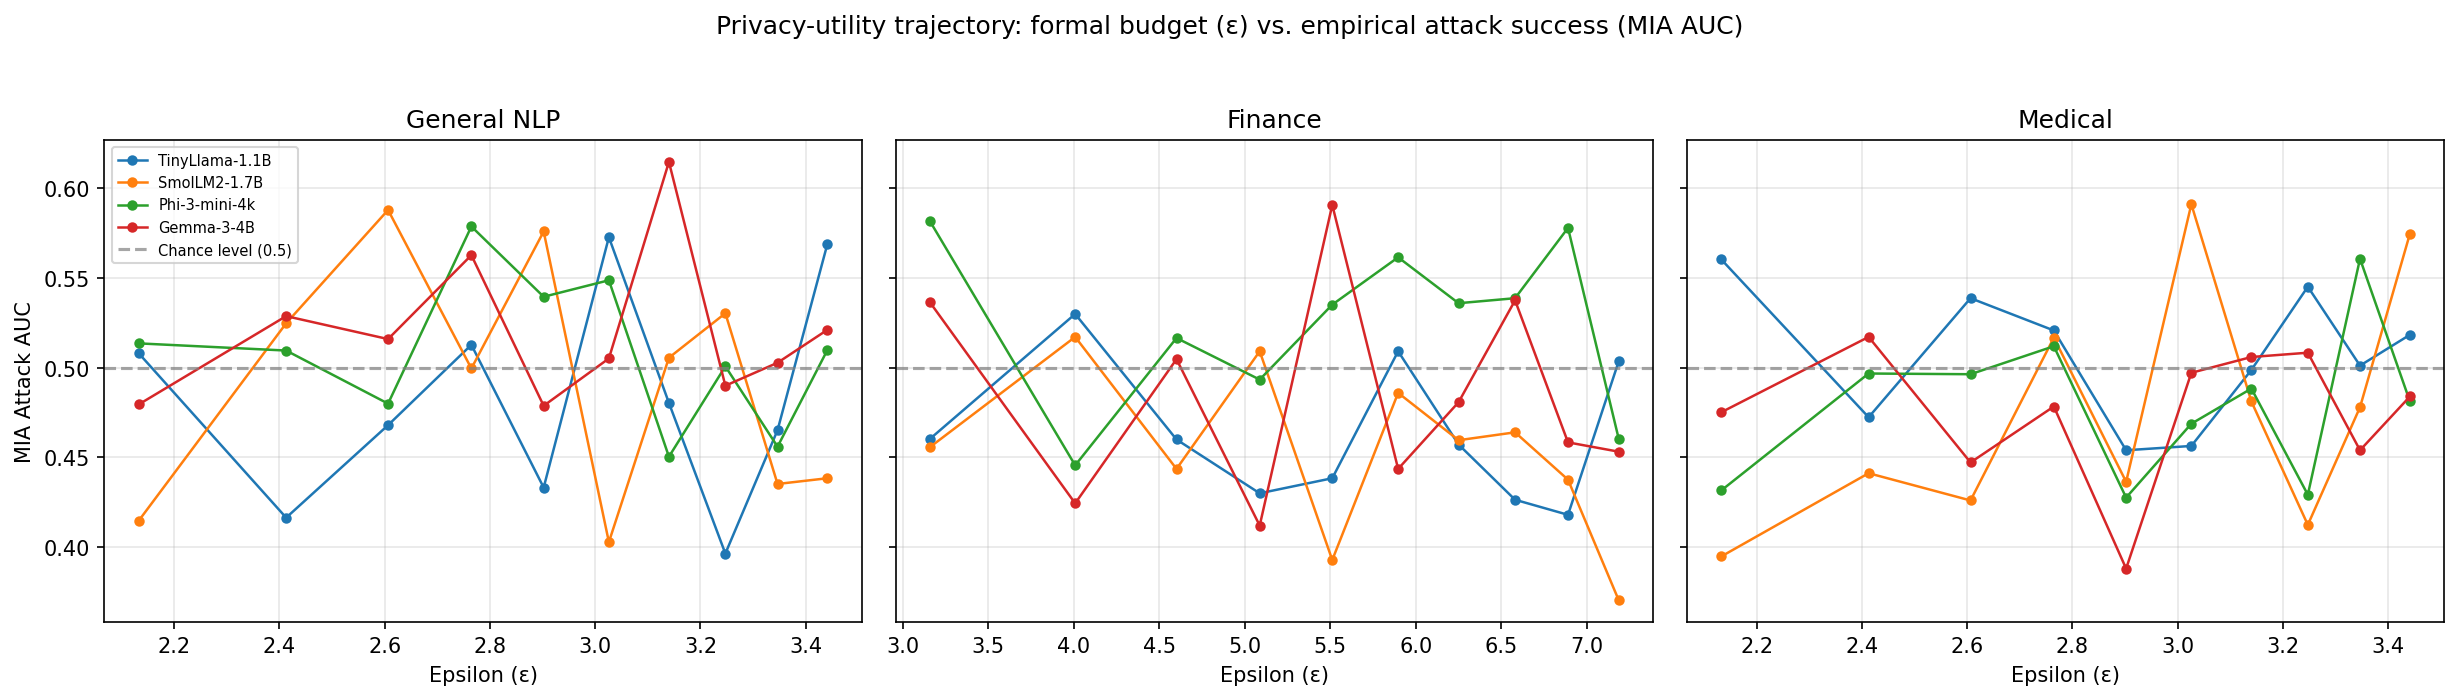 Privacy-utility trajectory: formal budget (ε) vs. empirical attack success (MIA AUC)
General NLP
TinyLlama-1.1B
SmolLM2-1.7B
Phi-3-mini-4k
Gemma-3-4B
Chance level (0.5)
MIA Attack AUC
0.60
0.55
0.50
0.45
0.40
2.2 2.4 2.6 2.8 3.0 3.2 3.4
Epsilon (ε)
Finance
3.0 3.5 4.0 4.5 5.0 5.5 6.0 6.5 7.0
Epsilon (ε)
Medical
2.2 2.4 2.6 2.8 3.0 3.2 3.4
Epsilon (ε)